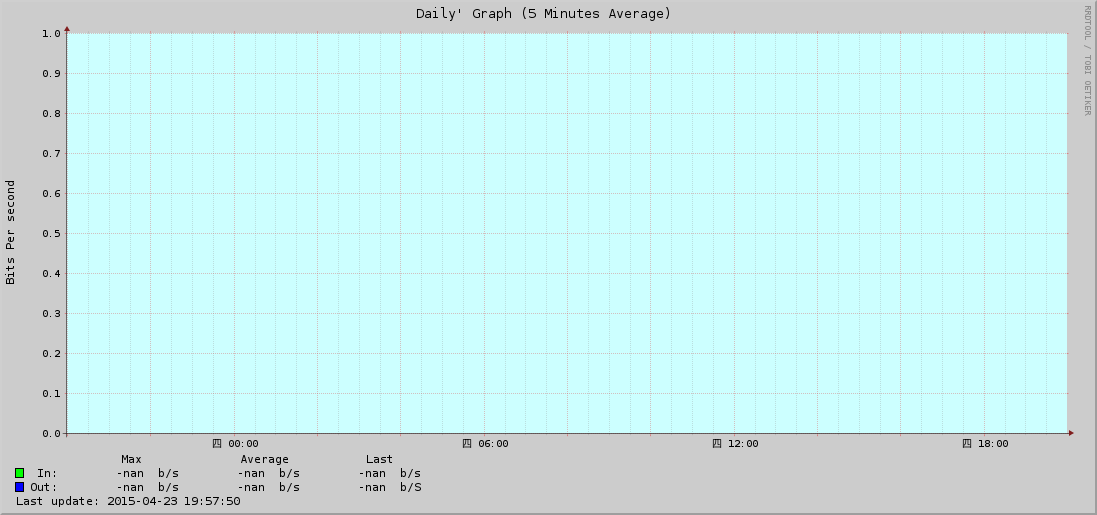 Daily' Graph (5 Minutes Average)
RRDTOOL / TOBI OETIKER
Bits Per second
1.0
0.9
0.8
0.7
0.6
0.5
0.4
0.3
0.2
0.1
0.0
四 00:00 四 06:00 四 12:00 四 18:00
Max Average Last
In: -nan b/s -nan b/s -nan b/s
Out: -nan b/s -nan b/s -nan b/S
Last update: 2015-04-23 19:57:50